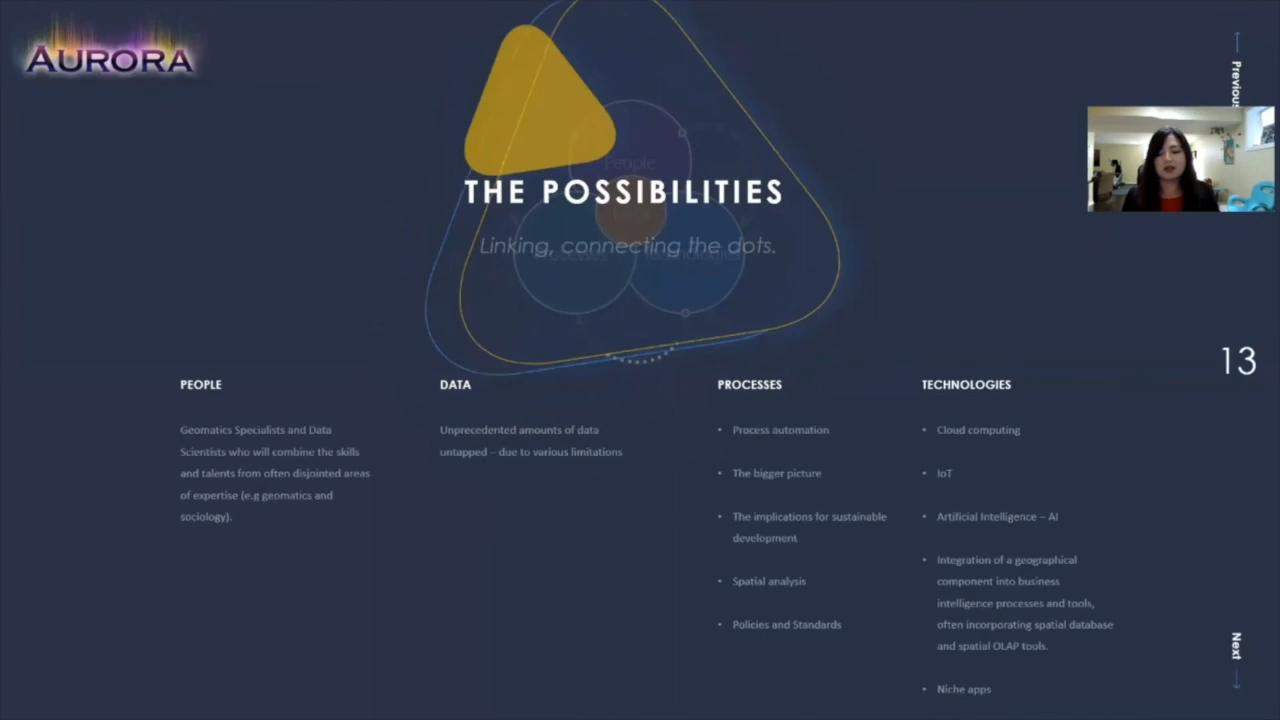 AURORA
Previous
People
THE POSSIBILITIES
Linking, connecting the dots.
13
PEOPLE
Geomatics Specialists and Data
Scientists who will combine the skills
and talents from often disjointed areas
of expertise (e.g geomatics and
sociology).
DATA
Unprecedented amounts of data
untapped – due to various limitations
PROCESSES
• Process automation
• The bigger picture
• The implications for sustainable
development
• Spatial analysis
• Policies and Standards
TECHNOLOGIES
• Cloud computing
• IoT
• Artificial Intelligence – AI
• Integration of a geographical
component into business
intelligence processes and tools,
often incorporating spatial database
and spatial OLAP tools.
• Niche apps
Next